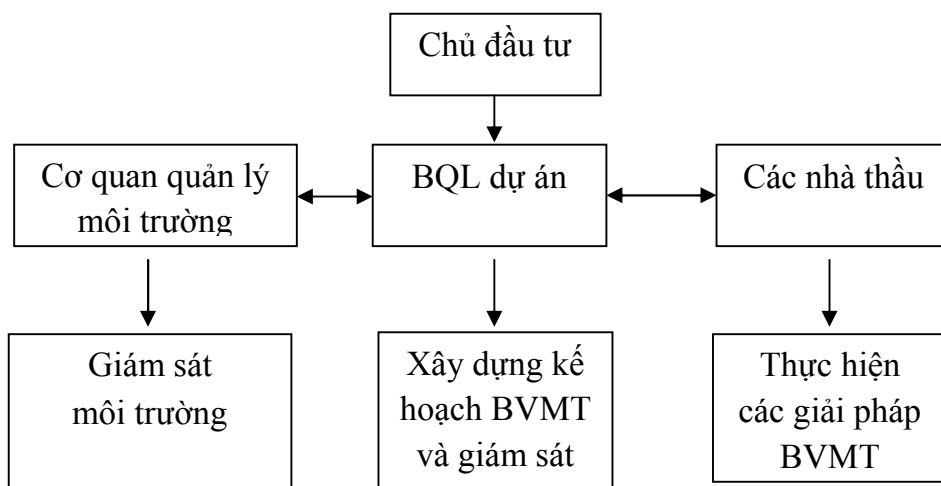 Chủ đầu tư
Cơ quan quản lý
môi trường
BQL dự án
Các nhà thầu
Giám sát
môi trường
Xây dựng kế
hoạch BVMT
và giám sát
Thực hiện
các giải pháp
BVMT